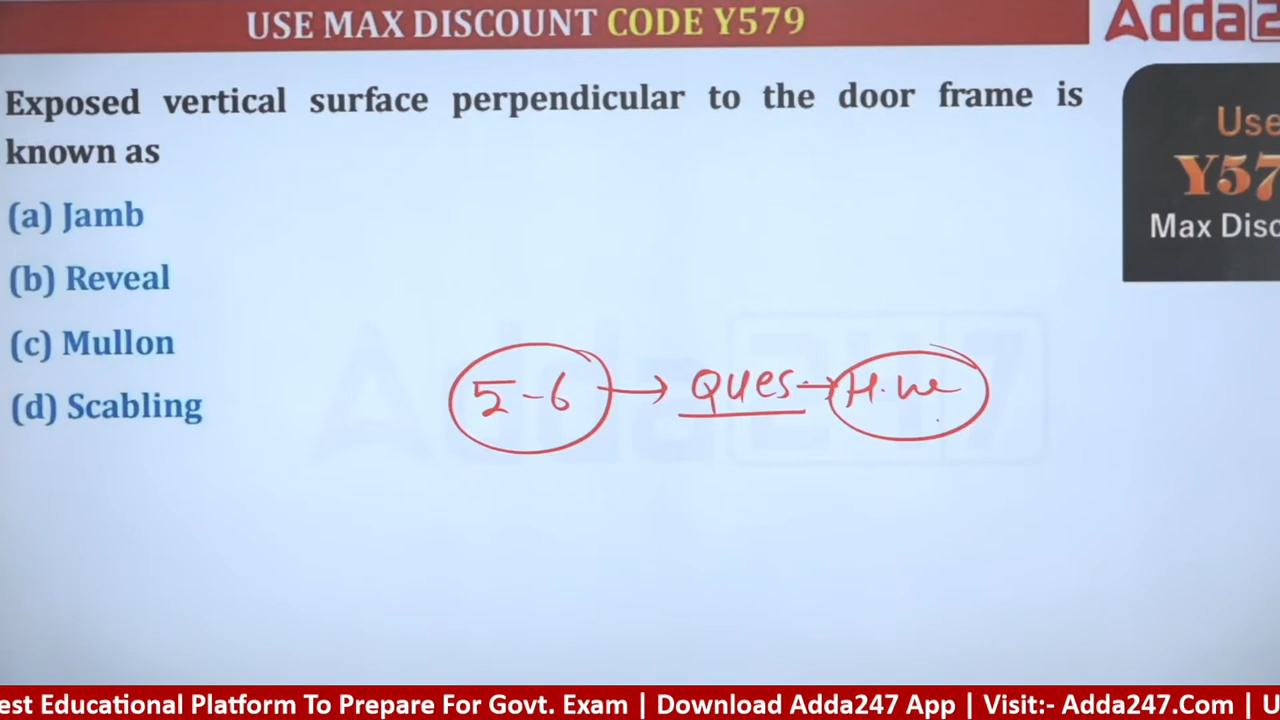 USE MAX DISCOUNT CODE Y579
Adda2
Exposed vertical surface perpendicular to the door frame is
known as
Use
Y57
Max Disc
(a) Jamb
(b) Reveal
(c) Mullon
(d) Scabling
5-6 → Ques → H.W
Adda247
est Educational Platform To Prepare For Govt. Exam | Download Adda247 App | Visit:- Adda247.Com | U